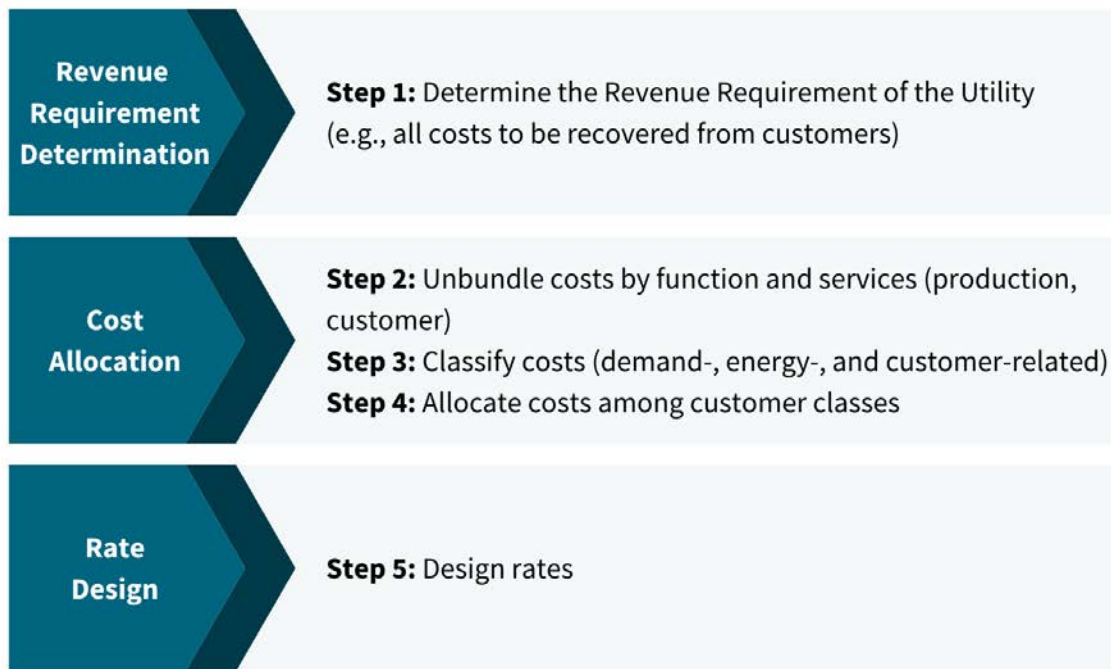 Revenue
Requirement
Determination
Step 1: Determine the Revenue Requirement of the Utility
(e.g., all costs to be recovered from customers)
Cost
Allocation
Step 2: Unbundle costs by function and services (production,
customer)
Step 3: Classify costs (demand-, energy-, and customer-related)
Step 4: Allocate costs among customer classes
Rate
Design
Step 5: Design rates